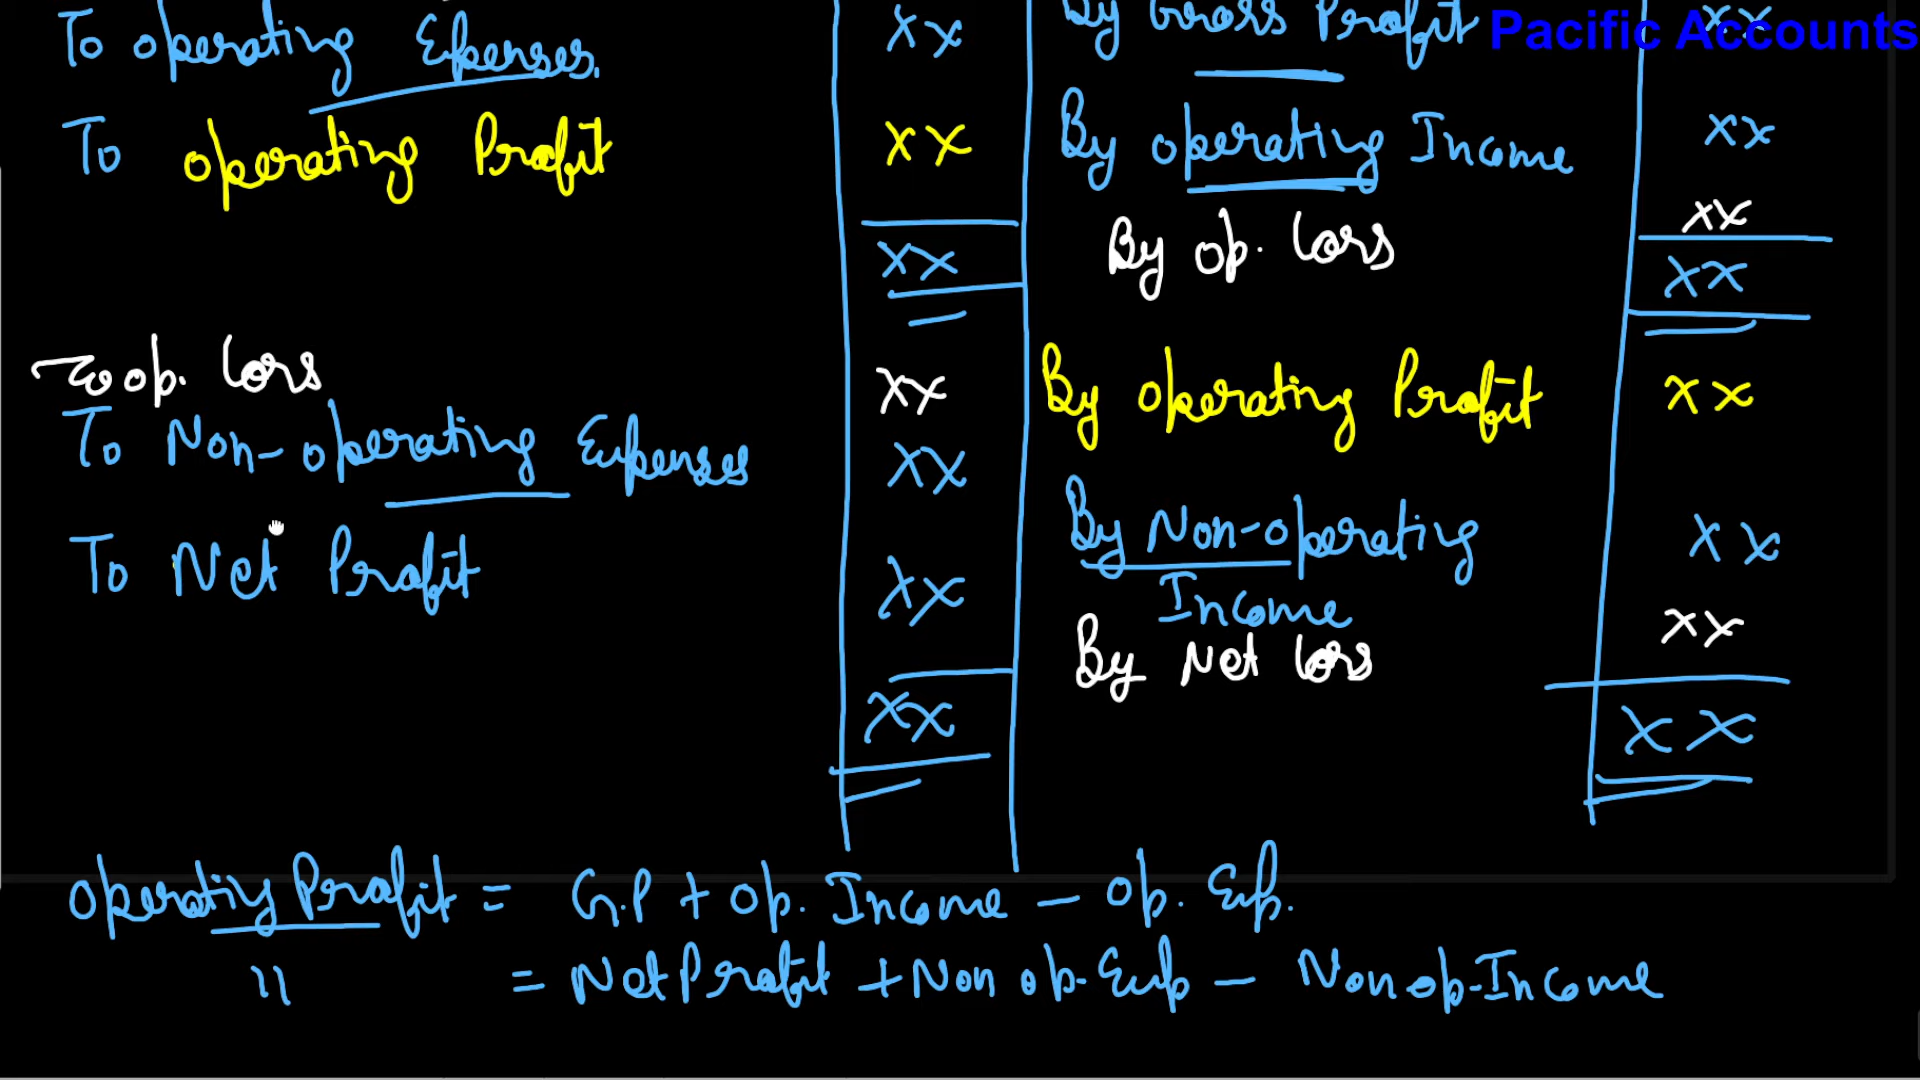 To operating Expenses. XX By Gross Profit XX
Pacific Accounts
To operating Profit XX By operating Income XX
By op. Loss XX
XX XX
To op. Loss XX By operating Profit XX
To Non-operating Expenses XX By Non-operating Income XX
To Net Profit XX By Net Loss XX
XX XX
Operating Profit = G.P + Op. Income - Op. Exp.
" = Net Profit + Non op. Exp - Non op. Income